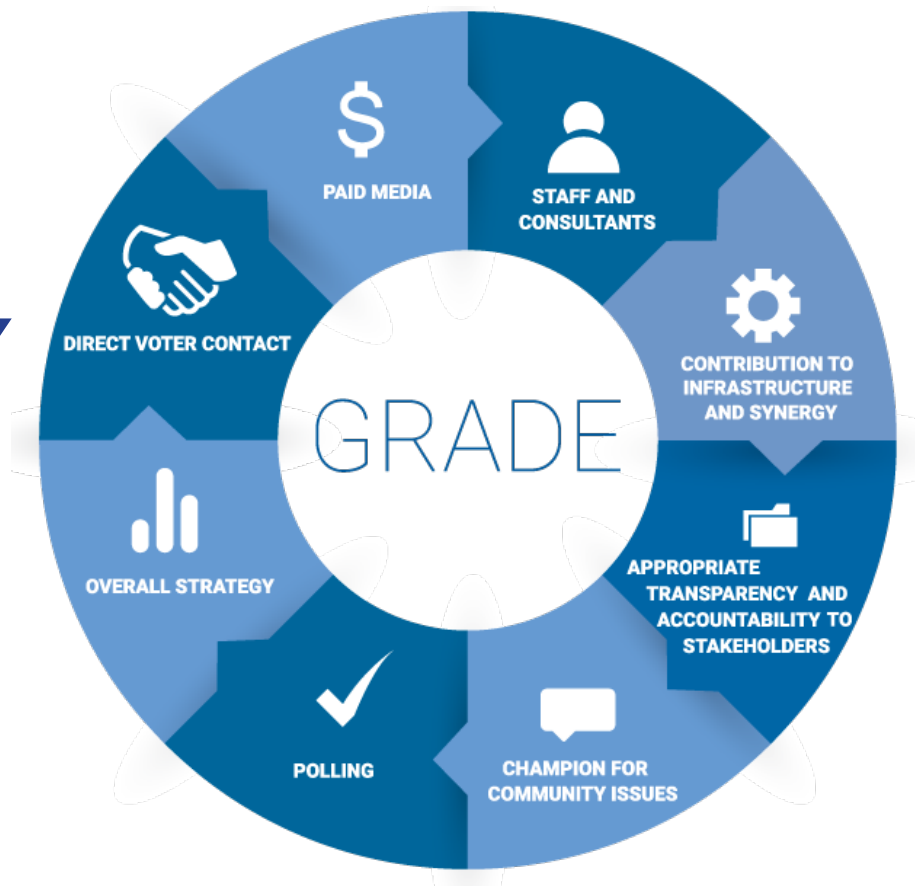 $
PAID MEDIA
STAFF AND
CONSULTANTS
DIRECT VOTER CONTACT
CONTRIBUTION TO
INFRASTRUCTURE
AND SYNERGY
GRADE
OVERALL STRATEGY
APPROPRIATE
TRANSPARENCY AND
ACCOUNTABILITY TO
STAKEHOLDERS
POLLING
CHAMPION FOR
COMMUNITY ISSUES